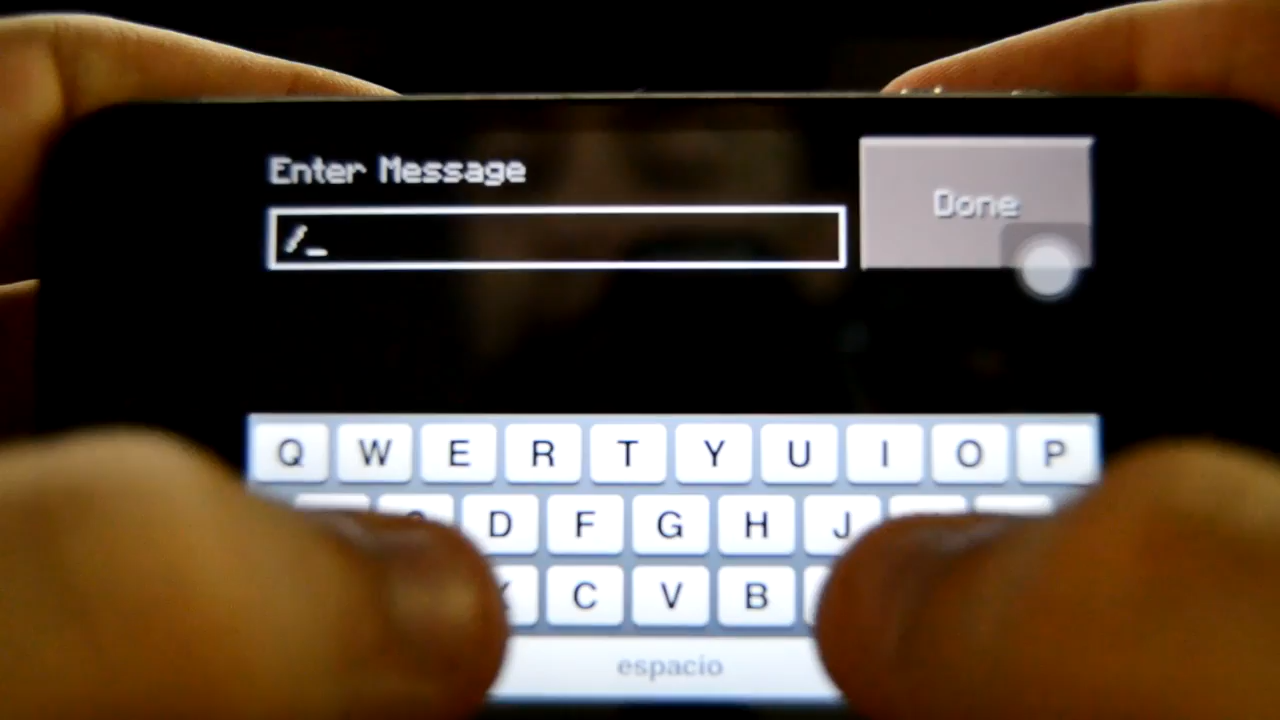 Enter Message
Done
/_
Q W E R T Y U I O P
D F G H J
C V B
espacio